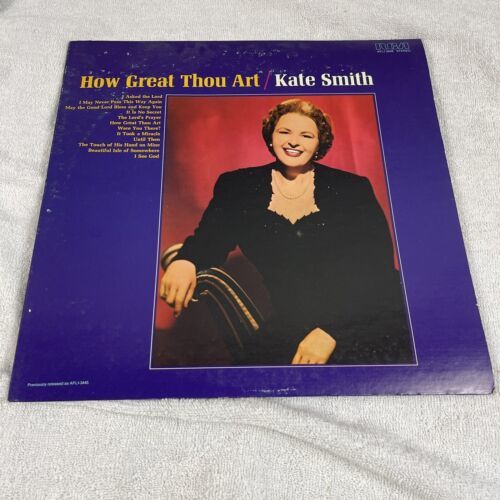 RCA
STEREO
How Great Thou Art / Kate Smith
I Asked the Lord
I May Never Pass This Way Again
May the Good Lord Bless and Keep You
It Is No Secret
The Lord's Prayer
How Great Thou Art
Were You There?
It Took a Miracle
Until Then
The Touch of His Hand on Mine
Beautiful Isle of Somewhere
I See God
Previously released as AFL1-3445